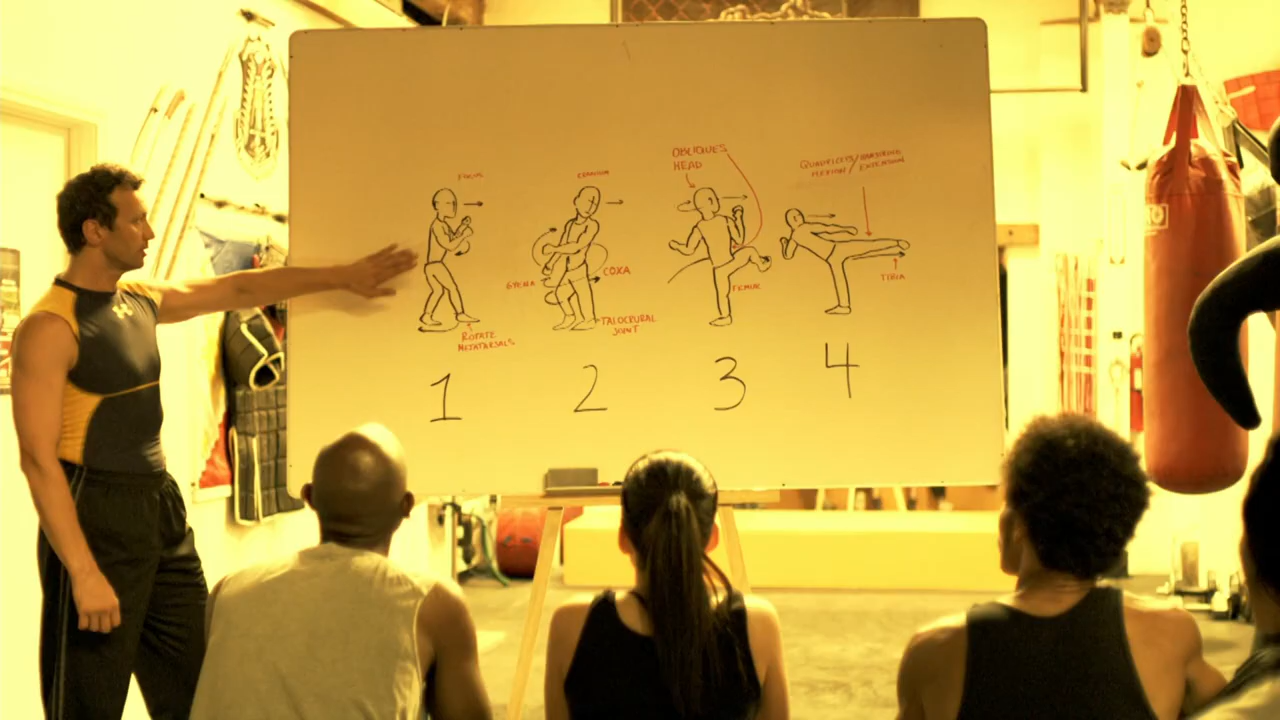 FOCUS
CRANIUM
OBLIQUES
HEAD
QUADRICEPS/HAMSTRING
FLEXION/EXTENSION
COXA
FEMUR
TIBIA
TALOCRURAL
JOINT
ROTATE
METATARSALS
1
2
3
4